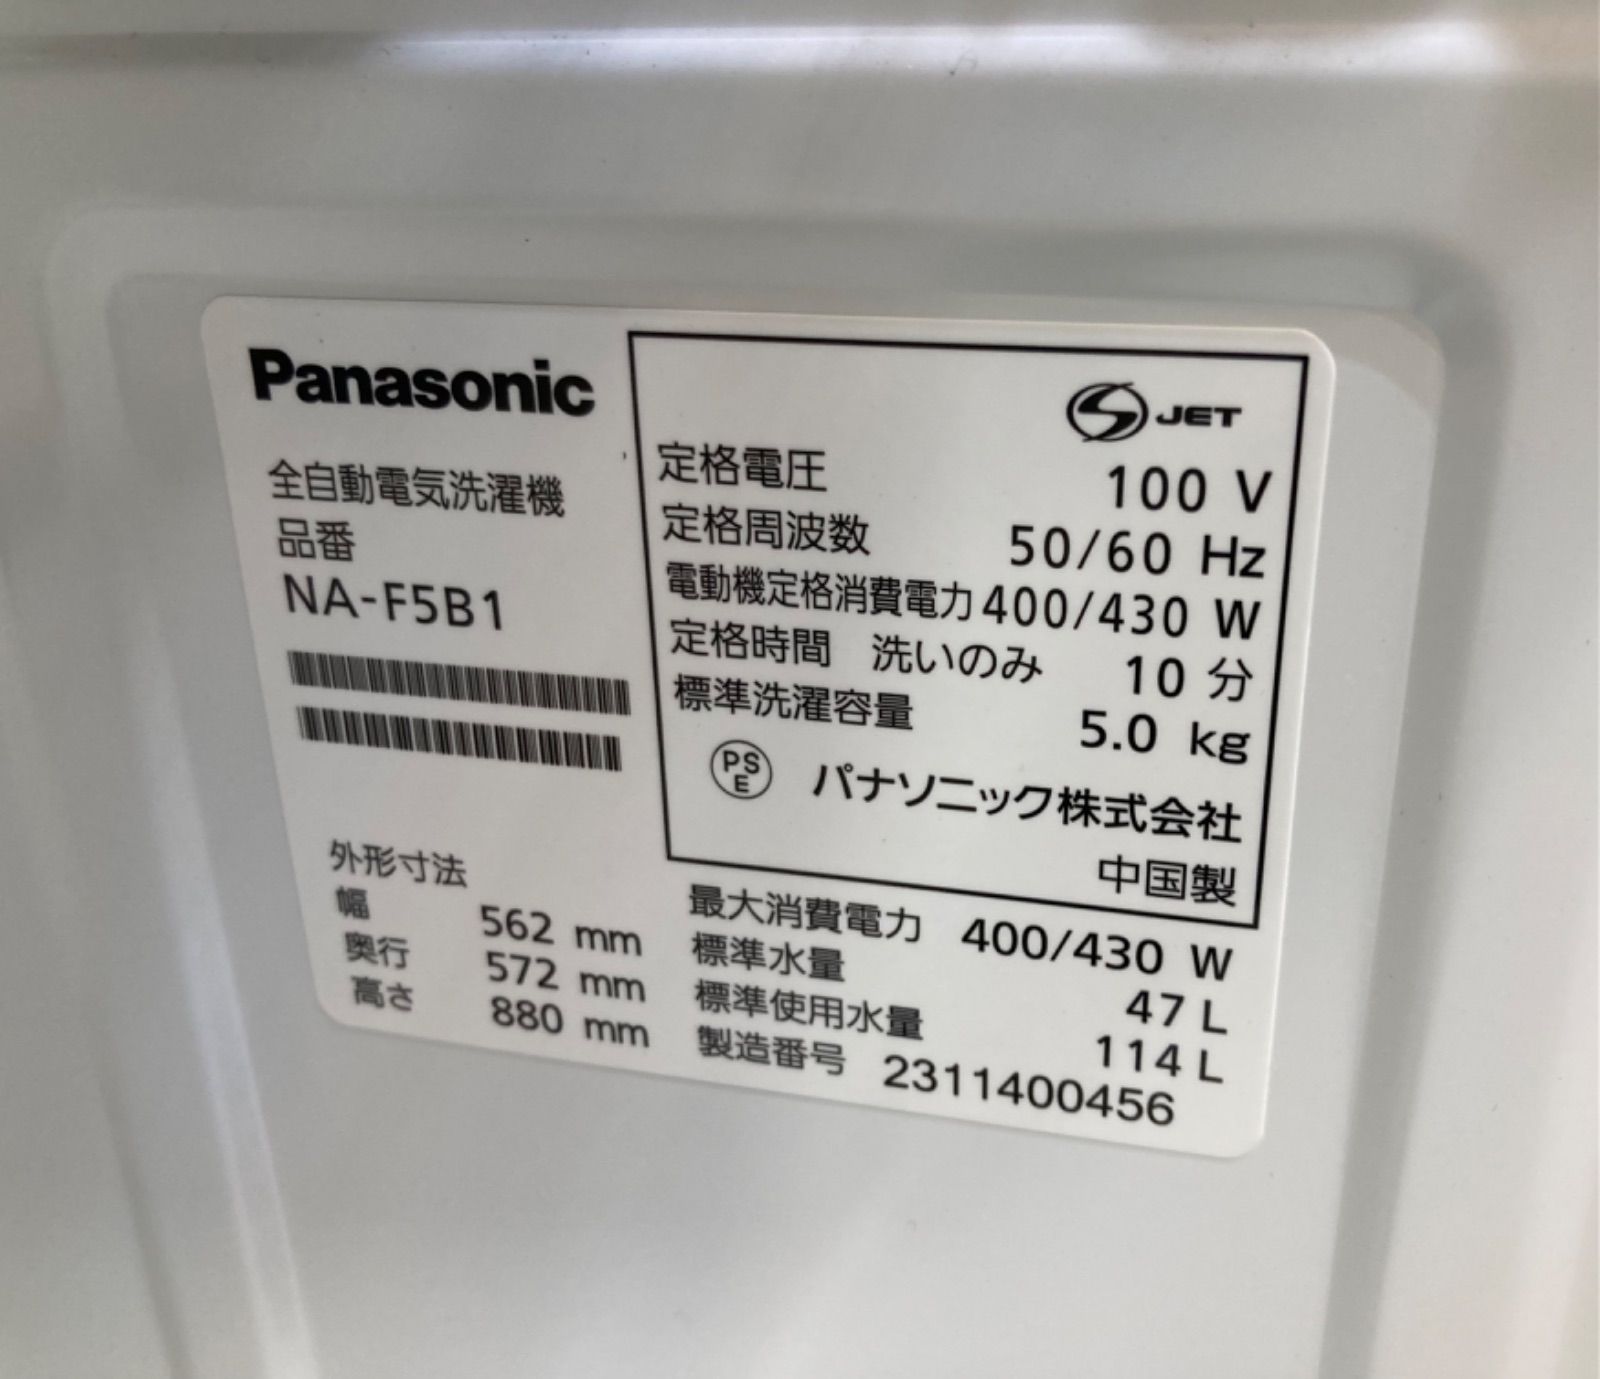 Panasonic
全自動電気洗濯機
品番
NA-F5B1
外形寸法
幅 562 mm
奥行 572 mm
高さ 880 mm
JET
定格電圧 100 V
定格周波数 50/60 Hz
電動機定格消費電力 400/430 W
定格時間 洗いのみ 10 分
標準洗濯容量 5.0 kg
PSE パナソニック株式会社
中国製
最大消費電力 400/430 W
標準水量 47 L
標準使用水量 114 L
製造番号 2311400456